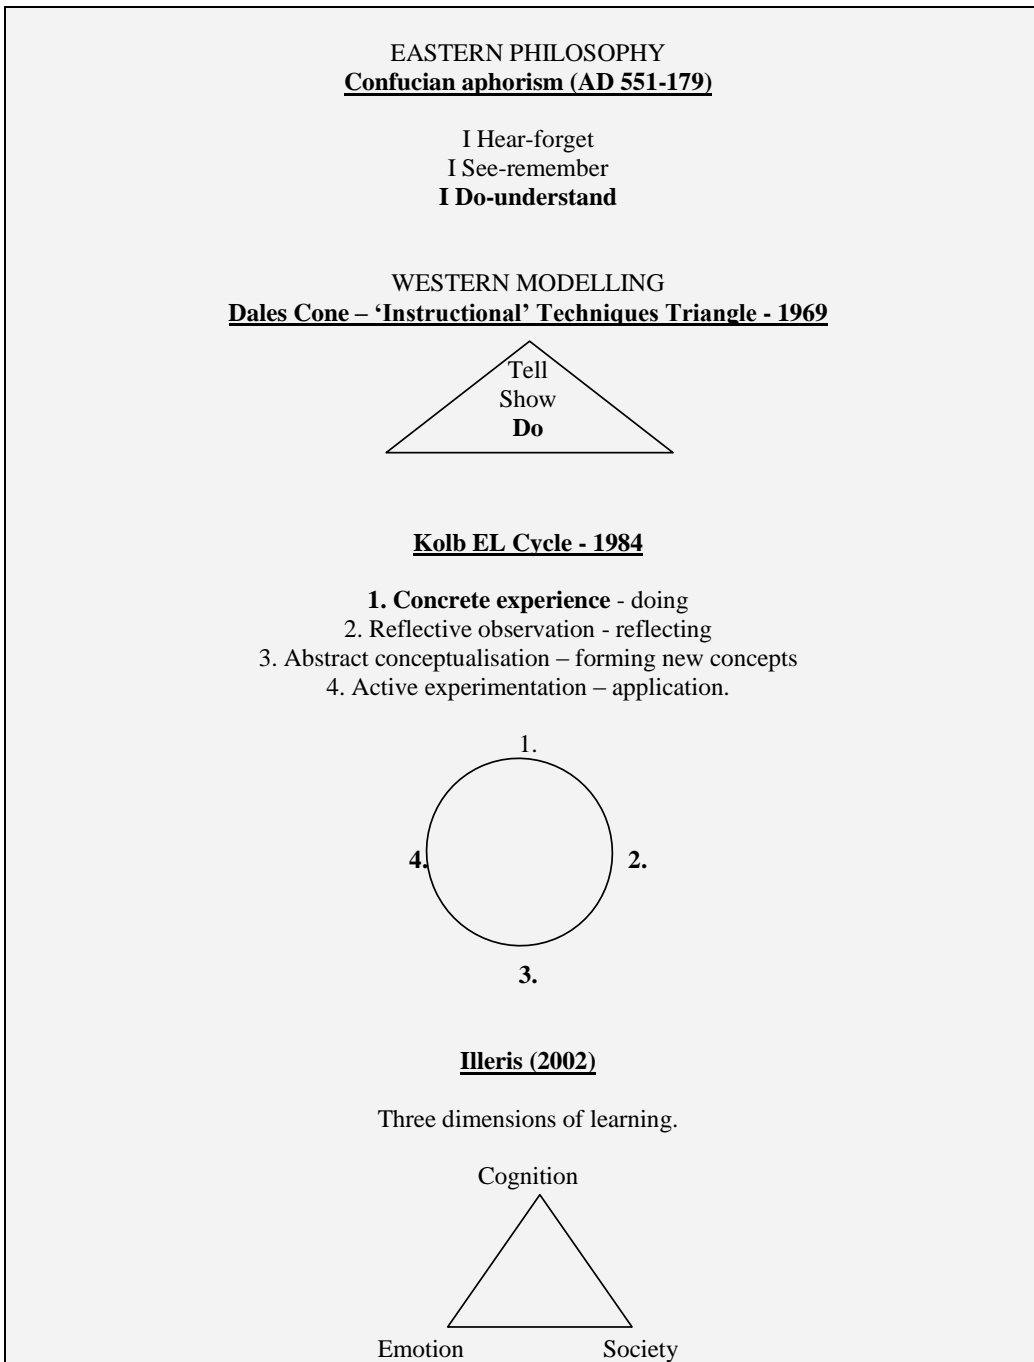 EASTERN PHILOSOPHY
Confucian aphorism (AD 551-179)
I Hear-forget
I See-remember
I Do-understand
WESTERN MODELLING
Dales Cone – ‘Instructional’ Techniques Triangle - 1969
Tell
Show
Do
Kolb EL Cycle - 1984
1. Concrete experience - doing
2. Reflective observation - reflecting
3. Abstract conceptualisation – forming new concepts
4. Active experimentation – application.
1.
4.
2.
3.
Illeris (2002)
Three dimensions of learning.
Cognition
Emotion
Society